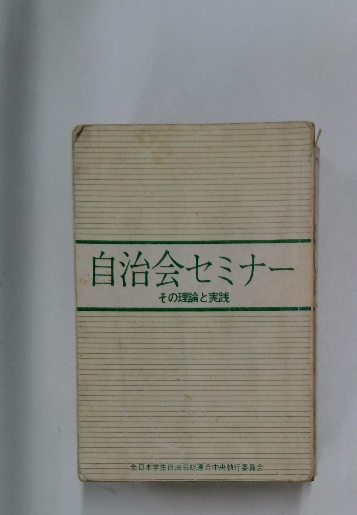 自治会セミナー
その理論と実践
全日本学生自治会総連合中央執行委員会